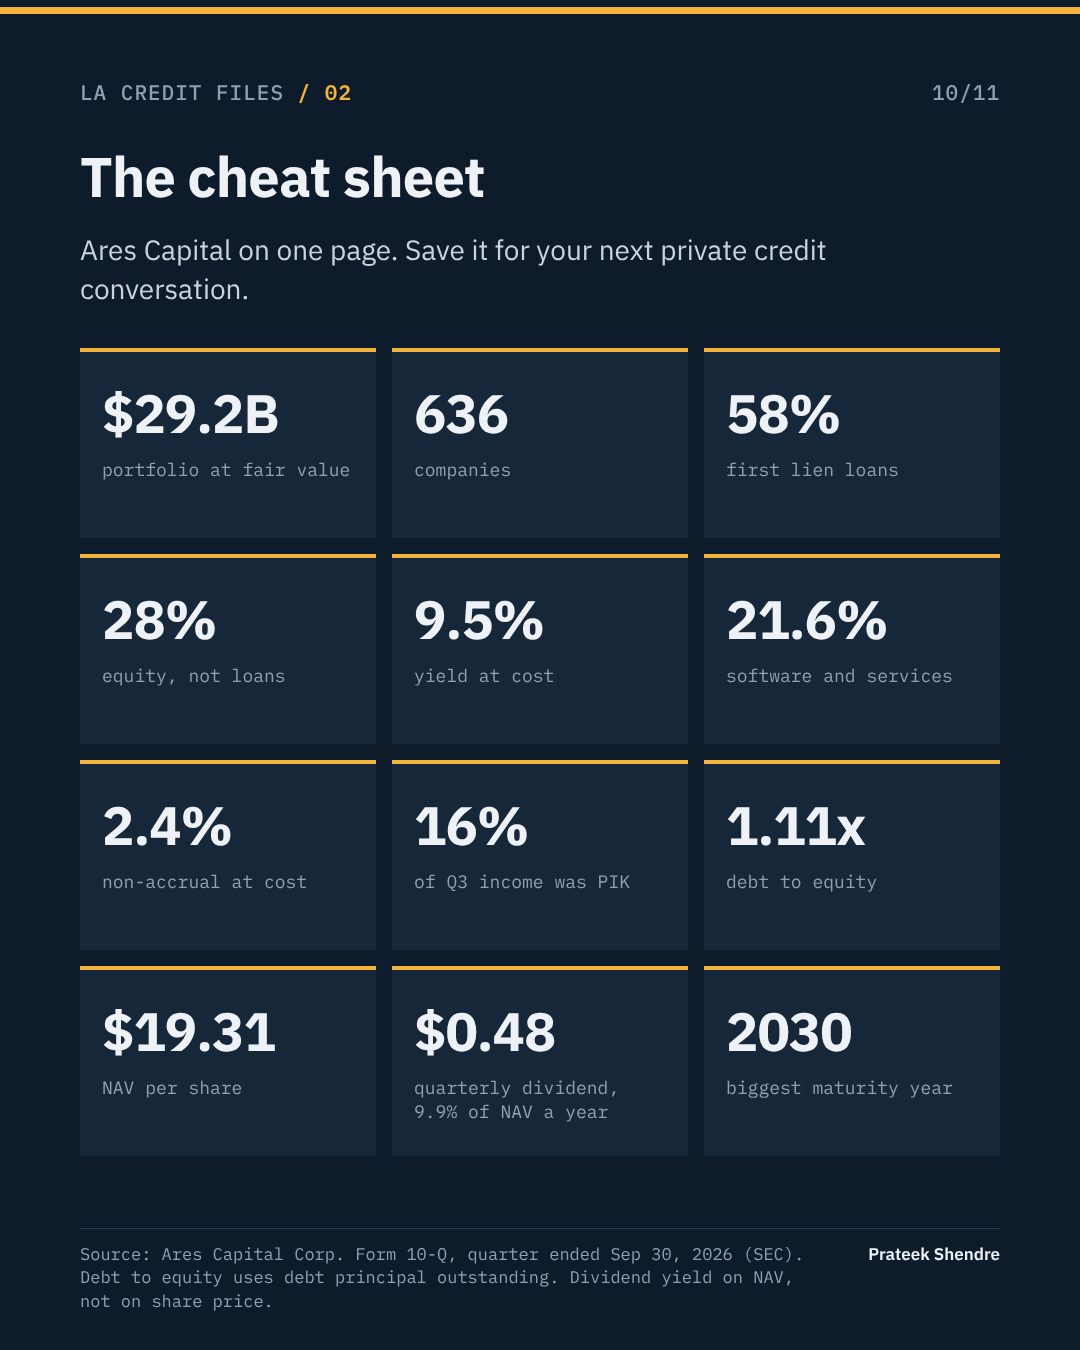 LA CREDIT FILES / 02
10/11
The cheat sheet
Ares Capital on one page. Save it for your next private credit
conversation.
$29.2B
portfolio at fair value
636
companies
58%
first lien loans
28%
equity, not loans
9.5%
yield at cost
21.6%
software and services
2.4%
non-accrual at cost
16%
of Q3 income was PIK
1.11x
debt to equity
$19.31
NAV per share
$0.48
quarterly dividend,
9.9% of NAV a year
2030
biggest maturity year
Source: Ares Capital Corp. Form 10-Q, quarter ended Sep 30, 2026 (SEC).
Debt to equity uses debt principal outstanding. Dividend yield on NAV,
not on share price.
Prateek Shendre